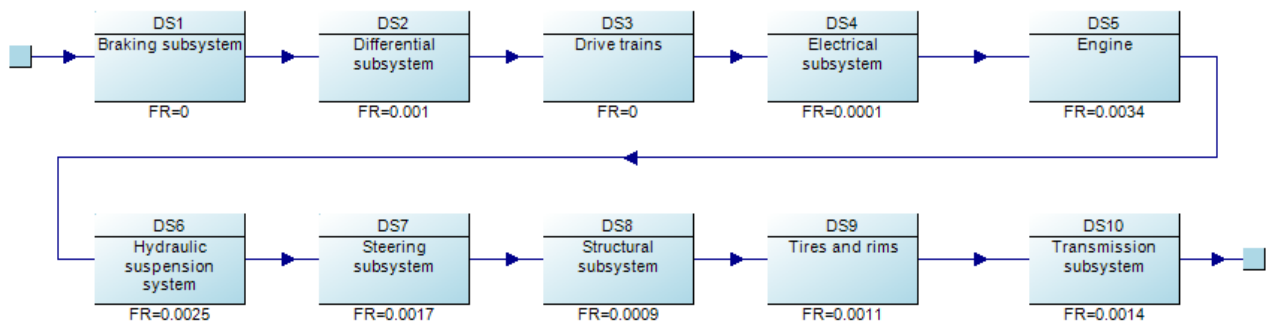 DS1
Braking subsystem
FR=0
DS2
Differential
subsystem
FR=0.001
DS3
Drive trains
FR=0
DS4
Electrical
subsystem
FR=0.0001
DS5
Engine
FR=0.0034
DS6
Hydraulic
suspension
system
FR=0.0025
DS7
Steering
subsystem
FR=0.0017
DS8
Structural
subsystem
FR=0.0009
DS9
Tires and rims
FR=0.0011
DS10
Transmission
subsystem
FR=0.0014